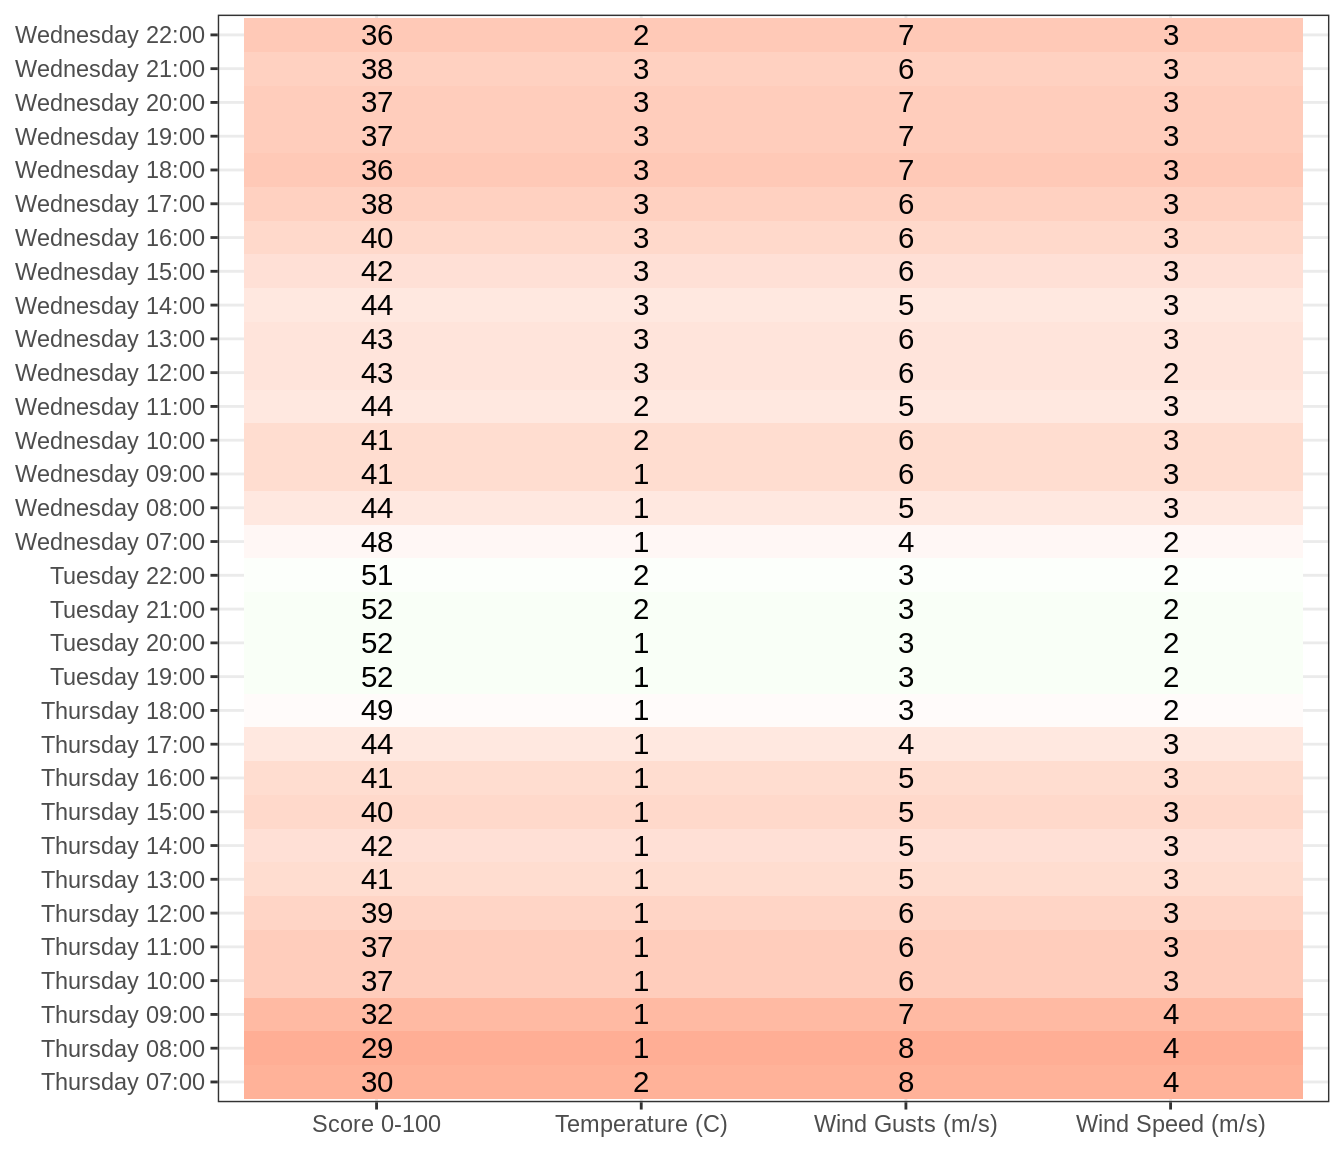 Wednesday 22:00 36 2 7 3
Wednesday 21:00 38 3 6 3
Wednesday 20:00 37 3 7 3
Wednesday 19:00 37 3 7 3
Wednesday 18:00 36 3 7 3
Wednesday 17:00 38 3 6 3
Wednesday 16:00 40 3 6 3
Wednesday 15:00 42 3 6 3
Wednesday 14:00 44 3 5 3
Wednesday 13:00 43 3 6 3
Wednesday 12:00 43 3 6 2
Wednesday 11:00 44 2 5 3
Wednesday 10:00 41 2 6 3
Wednesday 09:00 41 1 6 3
Wednesday 08:00 44 1 5 3
Wednesday 07:00 48 1 4 2
Tuesday 22:00 51 2 3 2
Tuesday 21:00 52 2 3 2
Tuesday 20:00 52 1 3 2
Tuesday 19:00 52 1 3 2
Thursday 18:00 49 1 3 2
Thursday 17:00 44 1 4 3
Thursday 16:00 41 1 5 3
Thursday 15:00 40 1 5 3
Thursday 14:00 42 1 5 3
Thursday 13:00 41 1 5 3
Thursday 12:00 39 1 6 3
Thursday 11:00 37 1 6 3
Thursday 10:00 37 1 6 3
Thursday 09:00 32 1 7 4
Thursday 08:00 29 1 8 4
Thursday 07:00 30 2 8 4
Score 0-100 Temperature (C) Wind Gusts (m/s) Wind Speed (m/s)